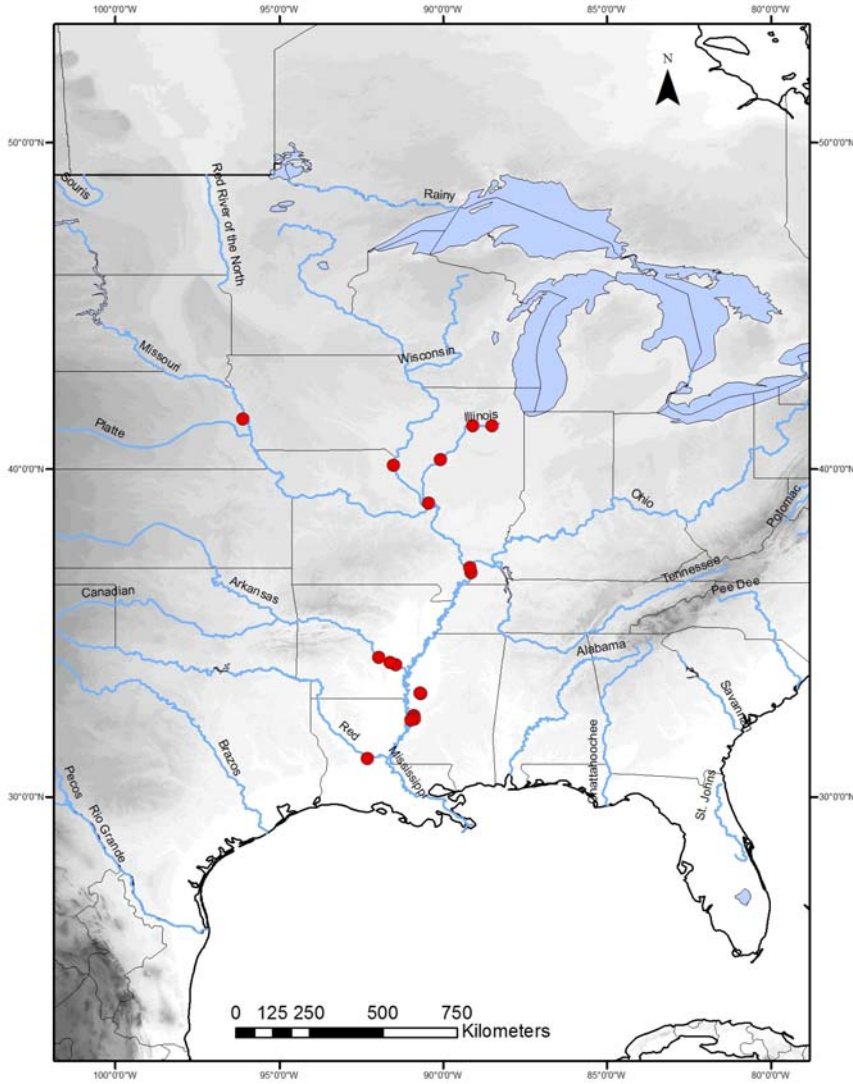 100°0'0"W 95°0'0"W 90°0'0"W 85°0'0"W 80°0'0"W
N
50°0'0"N 50°0'0"N
Souris
Red River of the North
Rainy
Missouri
Wisconsin
Platte
Illinois
40°0'0"N 40°0'0"N
Ohio
Potomac
Canadian
Arkansas
Tennessee
Pee Dee
Alabama
Savanna
Red
Mississippi
Brazos
hattahoochee
St. Johns
30°0'0"N 30°0'0"N
Pecos
Rio Grande
0 125 250 500 750
Kilometers
100°0'0"W 95°0'0"W 90°0'0"W 85°0'0"W 80°0'0"W